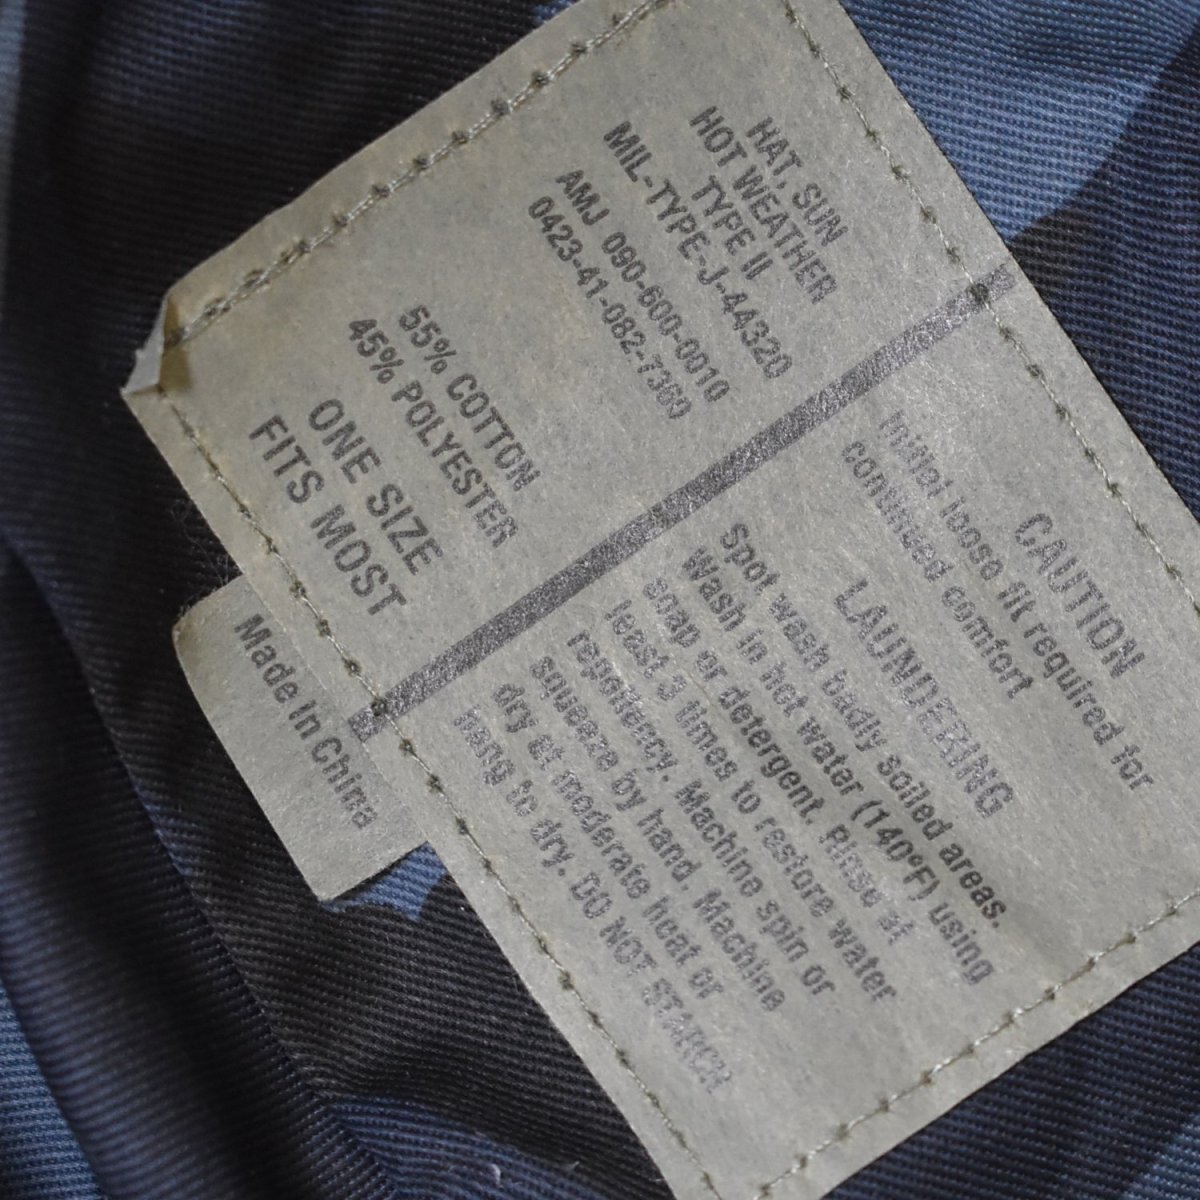 HAT, SUN
HOT WEATHER
TYPE II
MIL-TYPE-J-44320
AMJ 090-600-0010
0423-41-082-7360
55% COTTON
45% POLYESTER
ONE SIZE
FITS MOST
Made In China
CAUTION
Initial loose fit required for
continued comfort
LAUNDERING
Spot wash badly soiled areas.
Wash in hot water (140°F) using
soap or detergent. Rinse at
least 3 times to restore water
repellency. Machine spin or
squeeze by hand. Machine
dry at moderate heat or
hang to dry. DO NOT STARCH